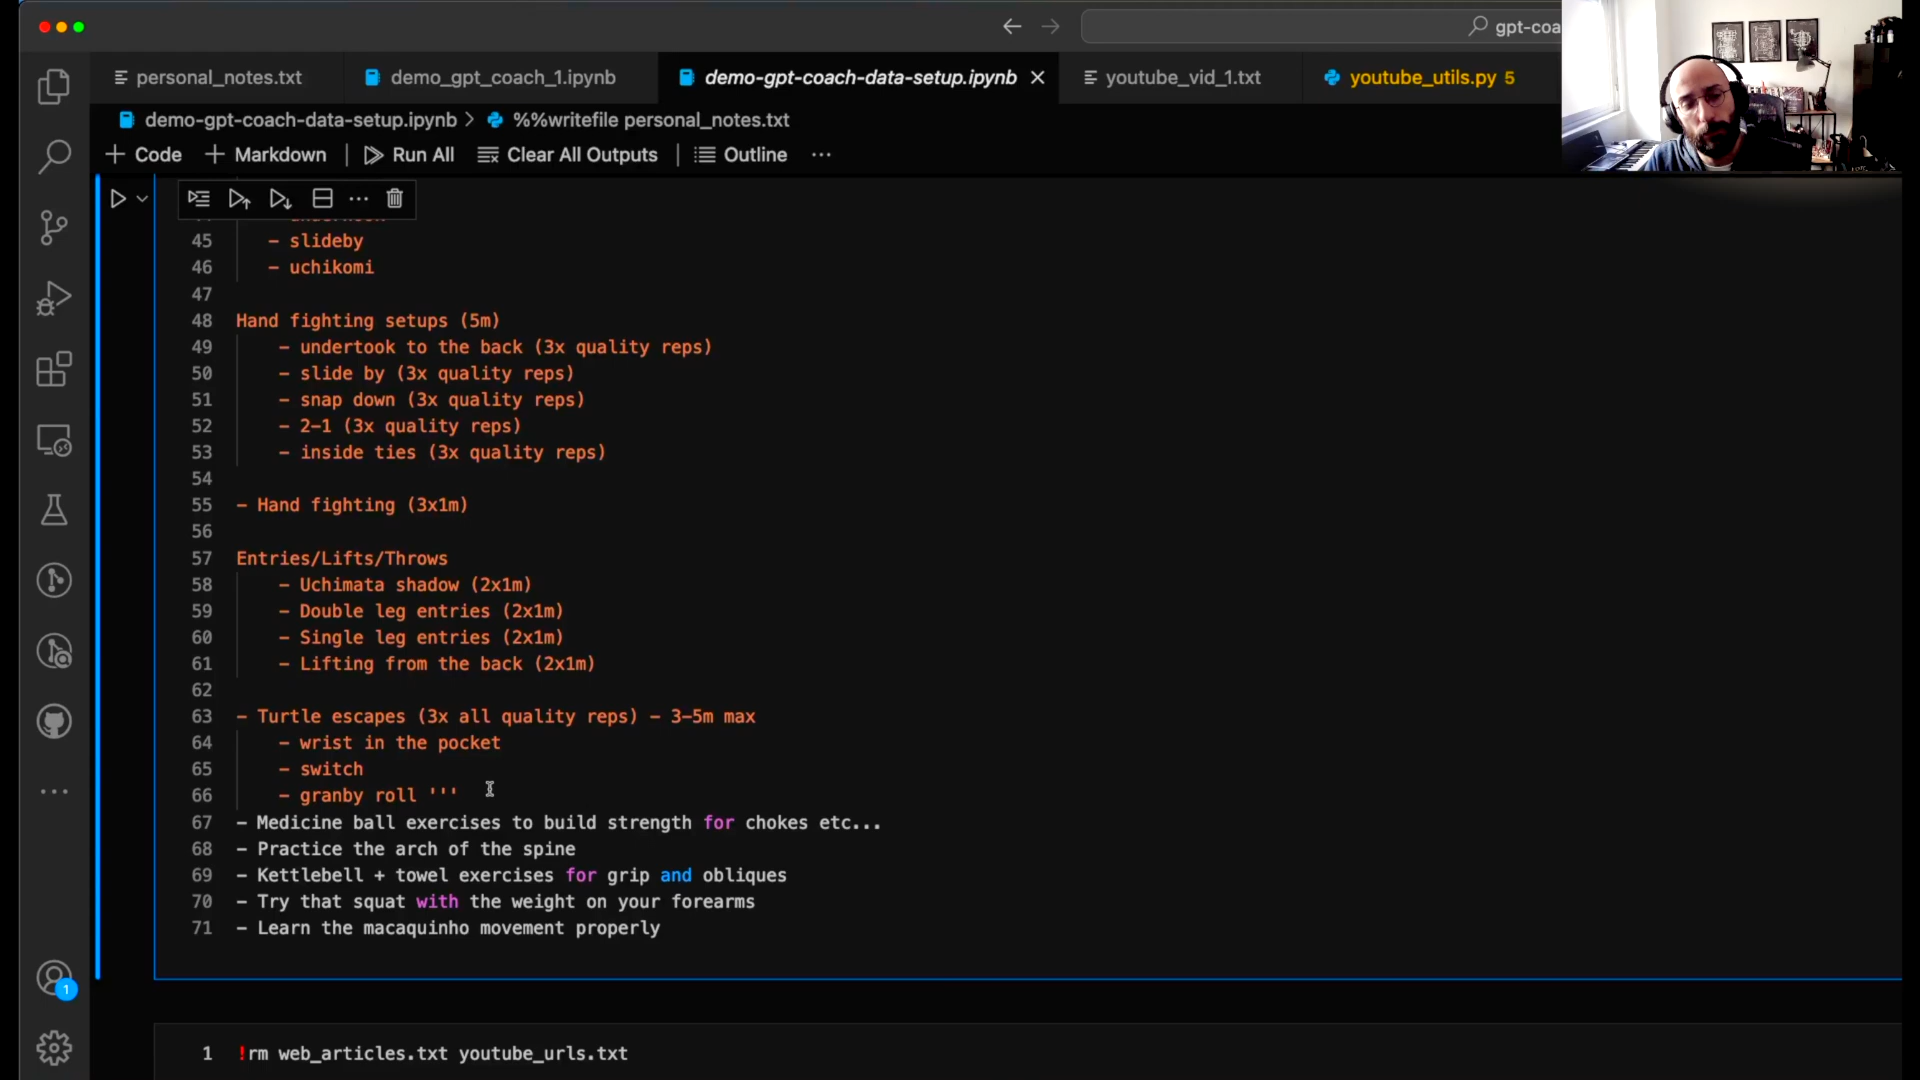 gpt-coa
personal_notes.txt
demo_gpt_coach_1.ipynb
demo-gpt-coach-data-setup.ipynb
youtube_vid_1.txt
youtube_utils.py 5
demo-gpt-coach-data-setup.ipynb > %%writefile personal_notes.txt
+ Code + Markdown | Run All Clear All Outputs | Outline ...
45 - slideby
46 - uchikomi
47
48 Hand fighting setups (5m)
49 - undertook to the back (3x quality reps)
50 - slide by (3x quality reps)
51 - snap down (3x quality reps)
52 - 2-1 (3x quality reps)
53 - inside ties (3x quality reps)
54
55 - Hand fighting (3x1m)
56
57 Entries/Lifts/Throws
58 - Uchimata shadow (2x1m)
59 - Double leg entries (2x1m)
60 - Single leg entries (2x1m)
61 - Lifting from the back (2x1m)
62
63 - Turtle escapes (3x all quality reps) - 3-5m max
64 - wrist in the pocket
65 - switch
66 - granby roll '''
67 - Medicine ball exercises to build strength for chokes etc...
68 - Practice the arch of the spine
69 - Kettlebell + towel exercises for grip and obliques
70 - Try that squat with the weight on your forearms
71 - Learn the macaquinho movement properly
1
1 !rm web_articles.txt youtube_urls.txt